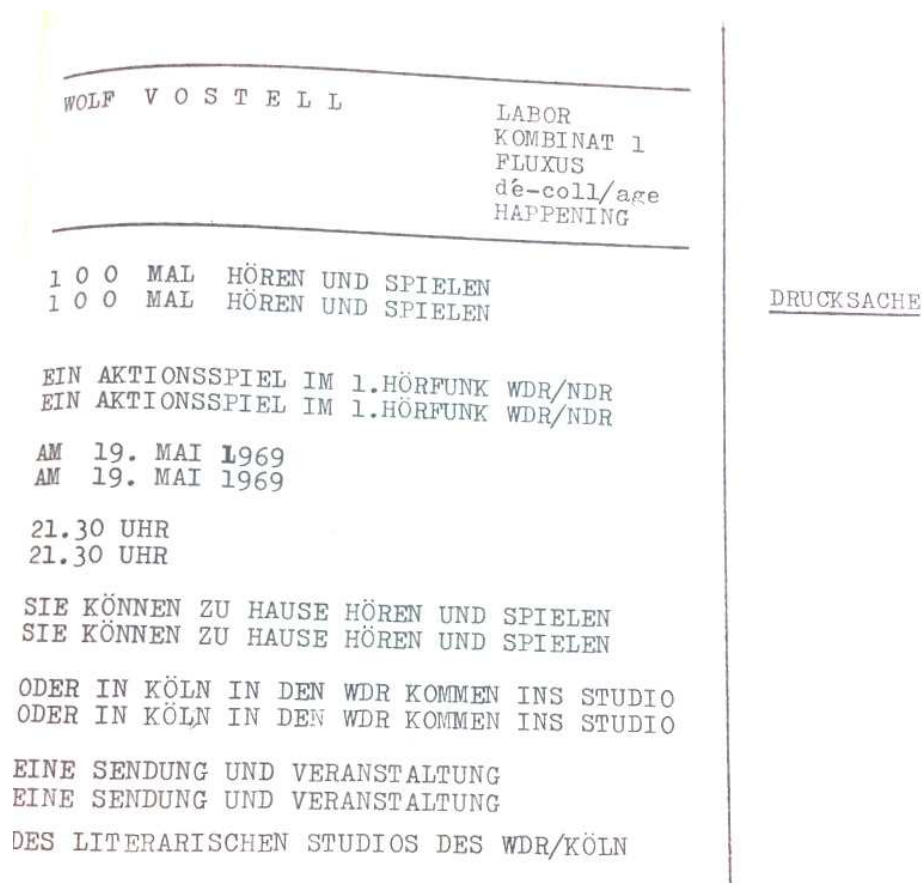 WOLF V O S T E L L
LABOR
KOMBINAT 1
FLUXUS
dé-coll/age
HAPPENING
1 0 0 MAL HÖREN UND SPIELEN
1 0 0 MAL HÖREN UND SPIELEN
EIN AKTIONSSPIEL IM 1.HÖRFUNK WDR/NDR
EIN AKTIONSSPIEL IM 1.HÖRFUNK WDR/NDR
AM 19. MAI 1969
AM 19. MAI 1969
21.30 UHR
21.30 UHR
SIE KÖNNEN ZU HAUSE HÖREN UND SPIELEN
SIE KÖNNEN ZU HAUSE HÖREN UND SPIELEN
ODER IN KÖLN IN DEN WDR KOMMEN INS STUDIO
ODER IN KÖLN IN DEN WDR KOMMEN INS STUDIO
EINE SENDUNG UND VERANSTALTUNG
EINE SENDUNG UND VERANSTALTUNG
DES LITERARISCHEN STUDIOS DES WDR/KÖLN
DRUCKSACHE